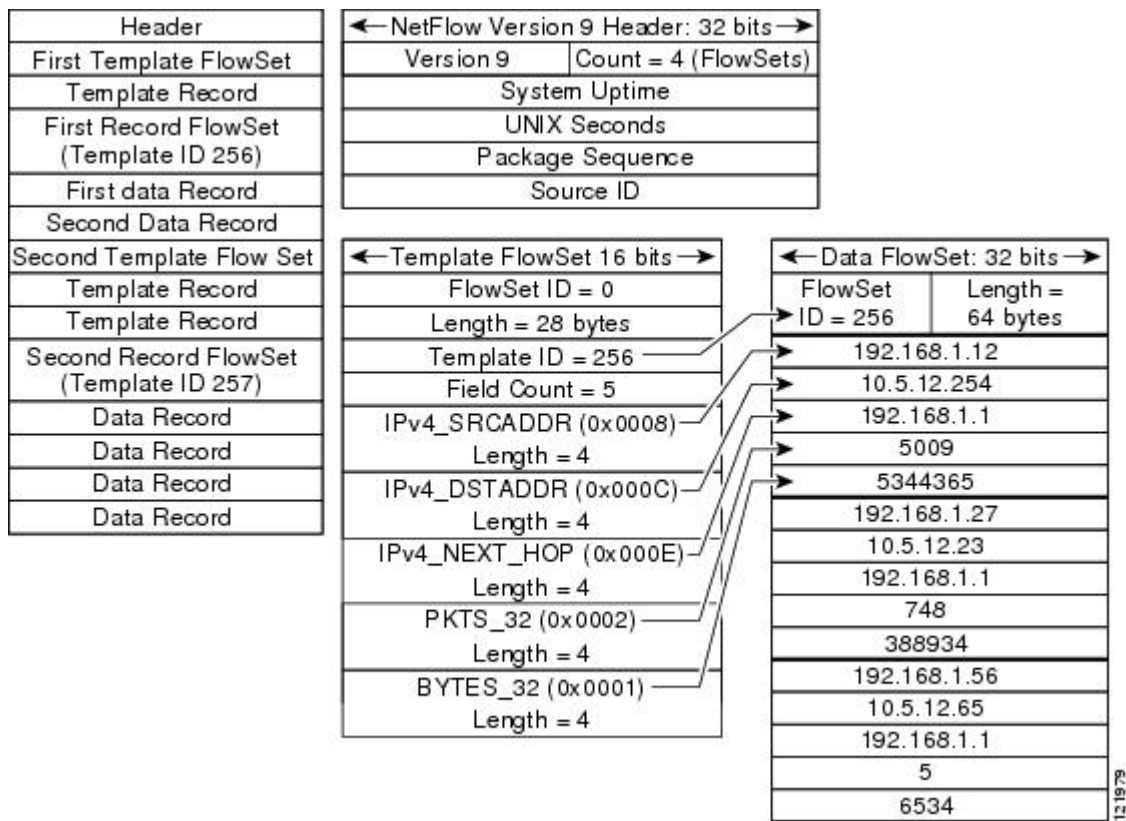 Header
First Template FlowSet
Template Record
First Record FlowSet
(Template ID 256)
First data Record
Second Data Record
Second Template Flow Set
Template Record
Template Record
Second Record FlowSet
(Template ID 257)
Data Record
Data Record
Data Record
Data Record
NetFlow Version 9 Header: 32 bits
Version 9 Count = 4 (FlowSets)
System Uptime
UNIX Seconds
Package Sequence
Source ID
Template FlowSet 16 bits
FlowSet ID = 0
Length = 28 bytes
Template ID = 256
Field Count = 5
IPv4_SRCADDR (0x0008)
Length = 4
IPv4_DSTADDR (0x000C)
Length = 4
IPv4_NEXT_HOP (0x000E)
Length = 4
PKTS_32 (0x0002)
Length = 4
BYTES_32 (0x0001)
Length = 4
Data FlowSet: 32 bits
FlowSet
ID = 256
Length =
64 bytes
192.168.1.12
10.5.12.254
192.168.1.1
5009
5344365
192.168.1.27
10.5.12.23
192.168.1.1
748
388934
192.168.1.56
10.5.12.65
192.168.1.1
5
6534
121979